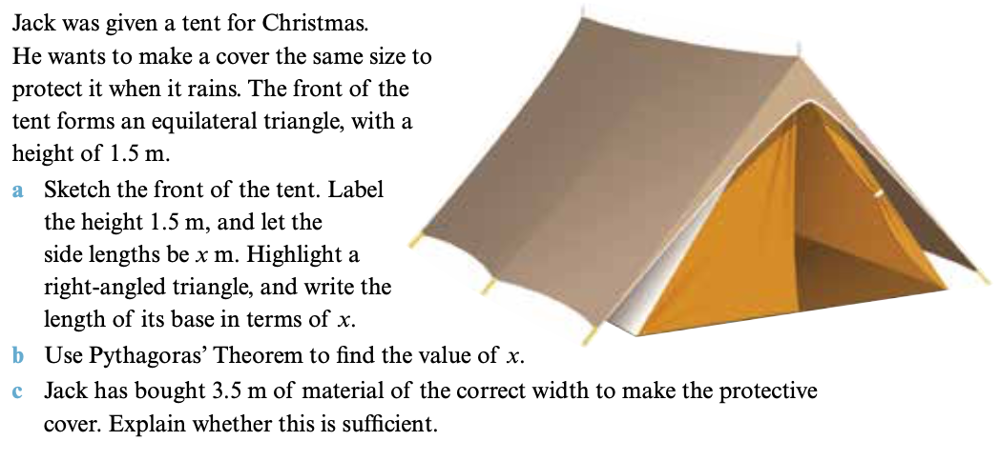 Jack was given a tent for Christmas.
He wants to make a cover the same size to
protect it when it rains. The front of the
tent forms an equilateral triangle, with a
height of 1.5 m.
a Sketch the front of the tent. Label
the height 1.5 m, and let the
side lengths be x m. Highlight a
right-angled triangle, and write the
length of its base in terms of x.
b Use Pythagoras’ Theorem to find the value of x.
c Jack has bought 3.5 m of material of the correct width to make the protective
cover. Explain whether this is sufficient.